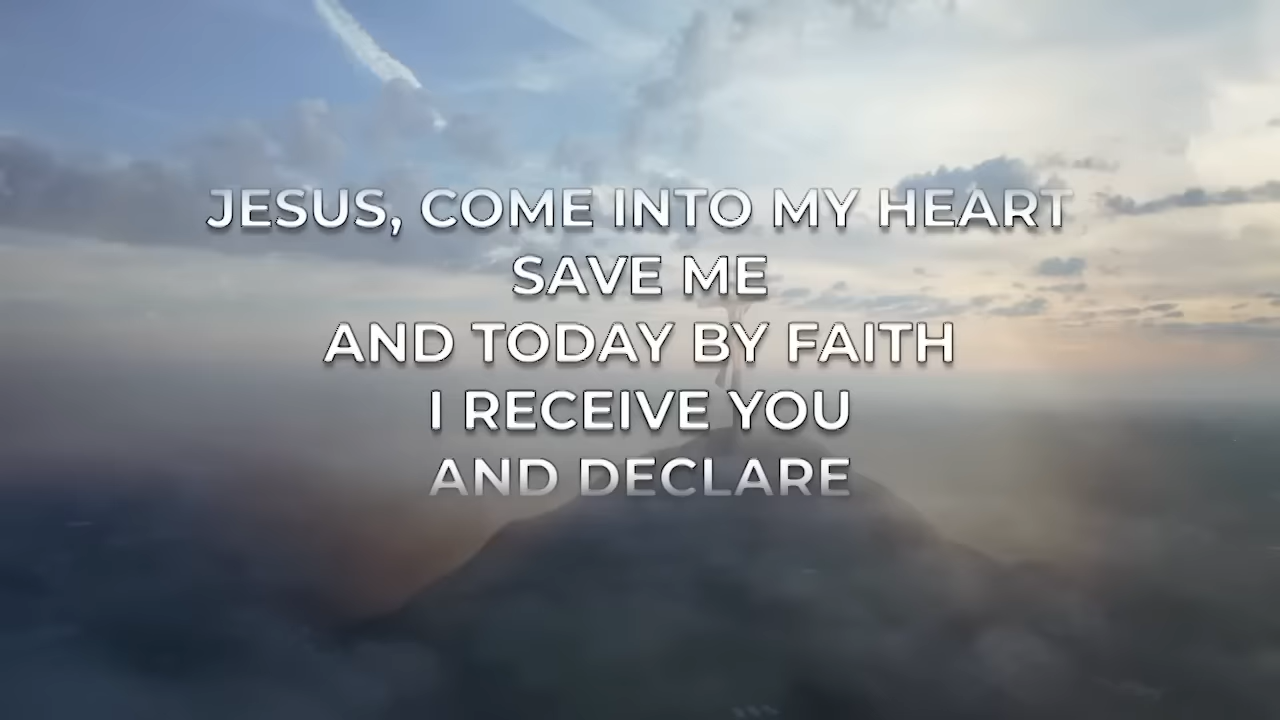 JESUS, COME INTO MY HEART
SAVE ME
AND TODAY BY FAITH
I RECEIVE YOU
AND DECLARE